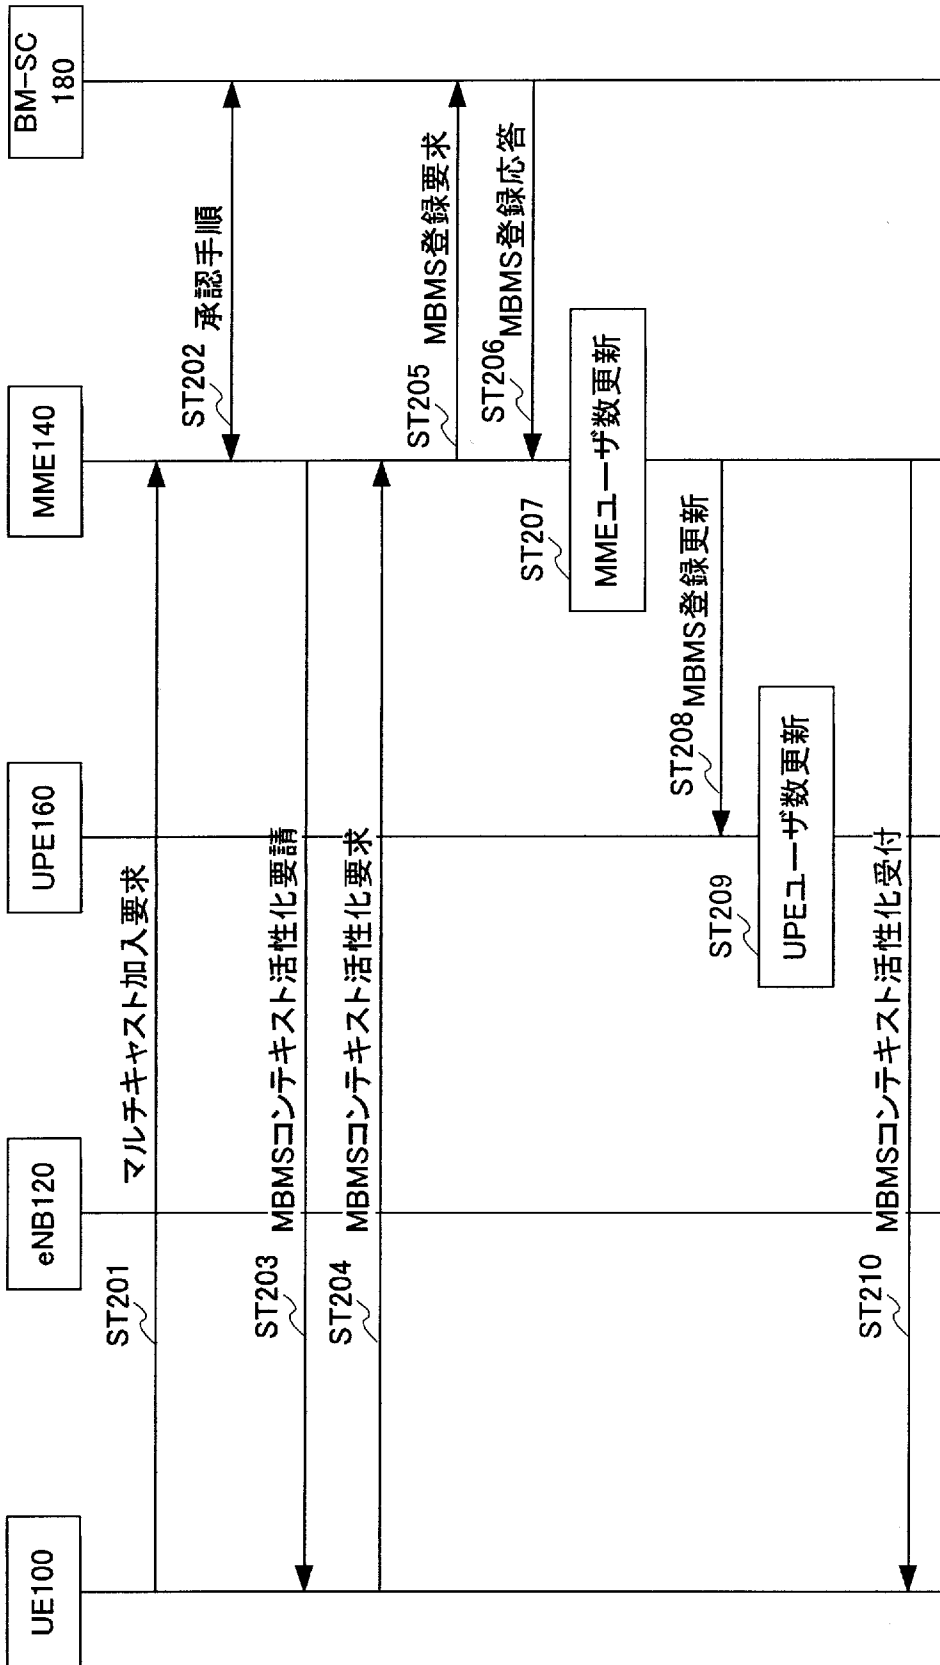 UE100
eNB120
UPE160
MME140
BM-SC
180
ST201
マルチキャスト加入要求
ST202
承認手順
ST203
MBMSコンテキスト活性化要請
ST204
MBMSコンテキスト活性化要求
ST205
MBMS登録要求
ST206
MBMS登録応答
ST207
MMEユーザ数更新
ST208
MBMS登録更新
ST209
UPEユーザ数更新
ST210
MBMSコンテキスト活性化受付